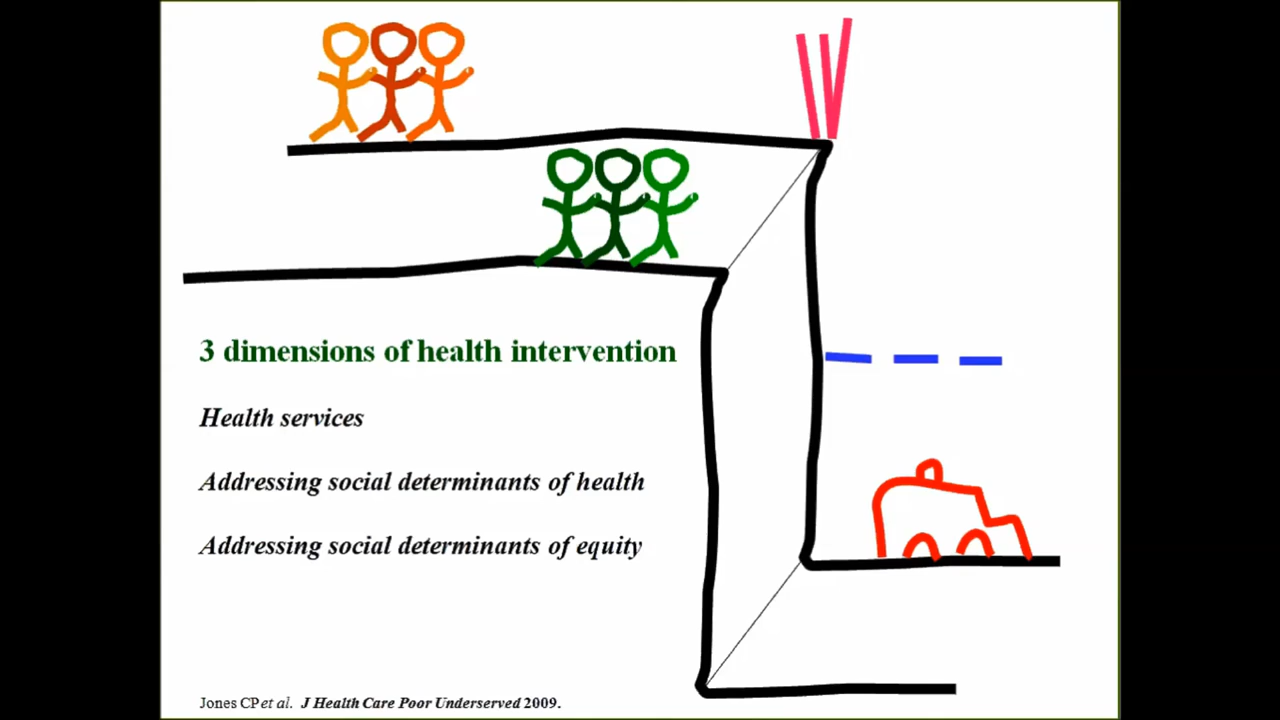 3 dimensions of health intervention
Health services
Addressing social determinants of health
Addressing social determinants of equity
Jones CP et al. J Health Care Poor Underserved 2009.